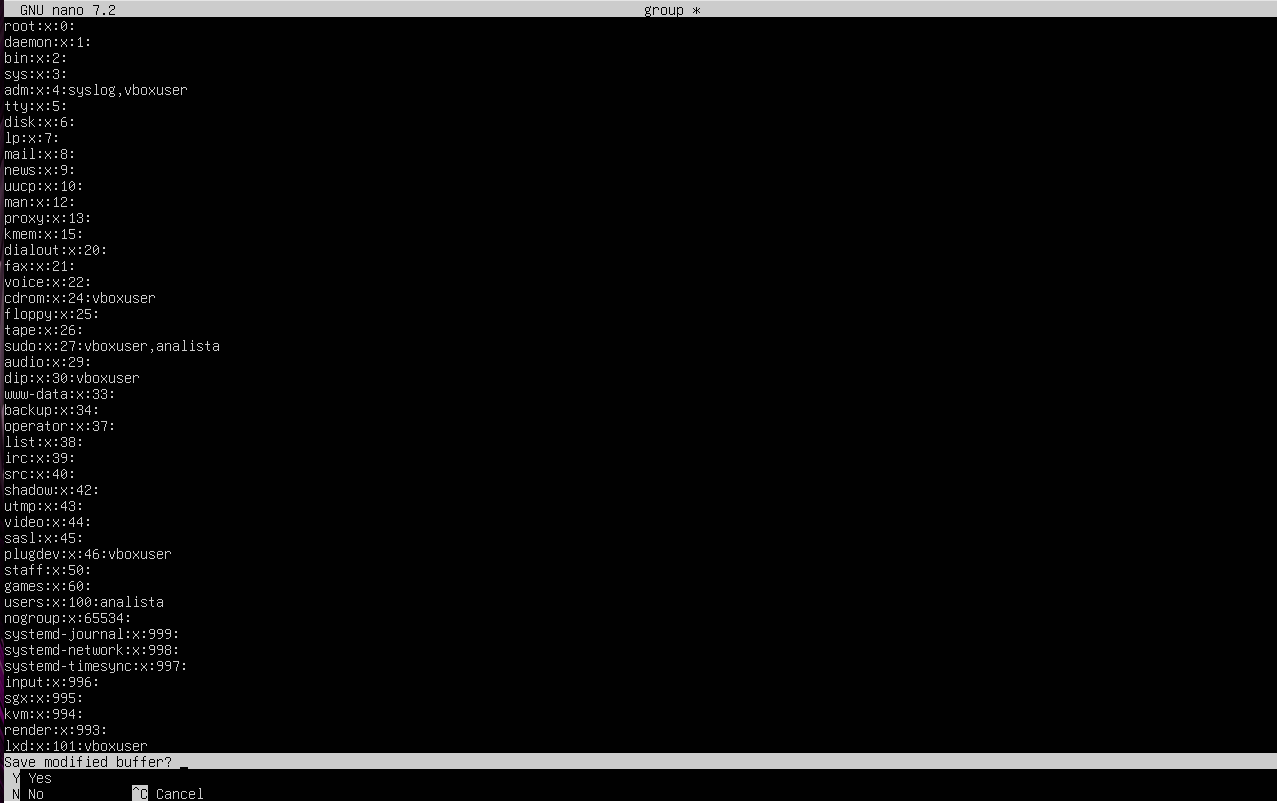 GNU nano 7.2 group *
root:x:0:
daemon:x:1:
bin:x:2:
sys:x:3:
adm:x:4:syslog,vboxuser
tty:x:5:
disk:x:6:
lp:x:7:
mail:x:8:
news:x:9:
uucp:x:10:
man:x:12:
proxy:x:13:
kmem:x:15:
dialout:x:20:
fax:x:21:
voice:x:22:
cdrom:x:24:vboxuser
floppy:x:25:
tape:x:26:
sudo:x:27:vboxuser,analista
audio:x:29:
dip:x:30:vboxuser
www-data:x:33:
backup:x:34:
operator:x:37:
list:x:38:
irc:x:39:
src:x:40:
shadow:x:42:
utmp:x:43:
video:x:44:
sasl:x:45:
plugdev:x:46:vboxuser
staff:x:50:
games:x:60:
users:x:100:analista
nogroup:x:65534:
systemd-journal:x:999:
systemd-network:x:998:
systemd-timesync:x:997:
input:x:996:
sgx:x:995:
kvm:x:994:
render:x:993:
lxd:x:101:vboxuser
Save modified buffer? _
Y Yes
N No ^C Cancel